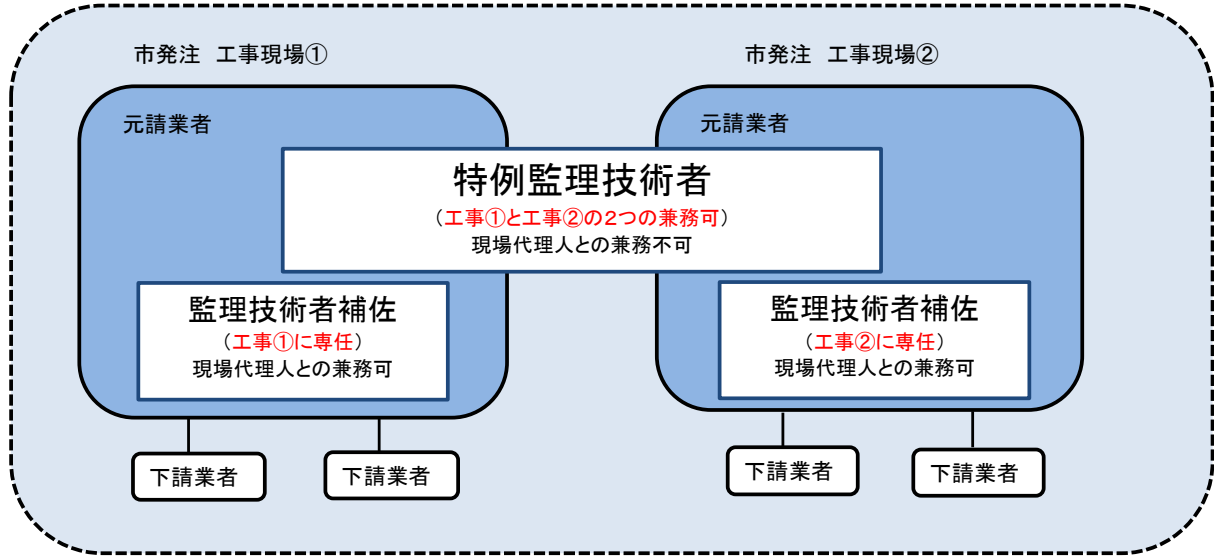 市発注　工事現場①
市発注　工事現場②
元請業者
元請業者
特例監理技術者
（工事①と工事②の２つの兼務可）
現場代理人との兼務不可
監理技術者補佐
（工事①に専任）
現場代理人との兼務可
監理技術者補佐
（工事②に専任）
現場代理人との兼務可
下請業者
下請業者
下請業者
下請業者